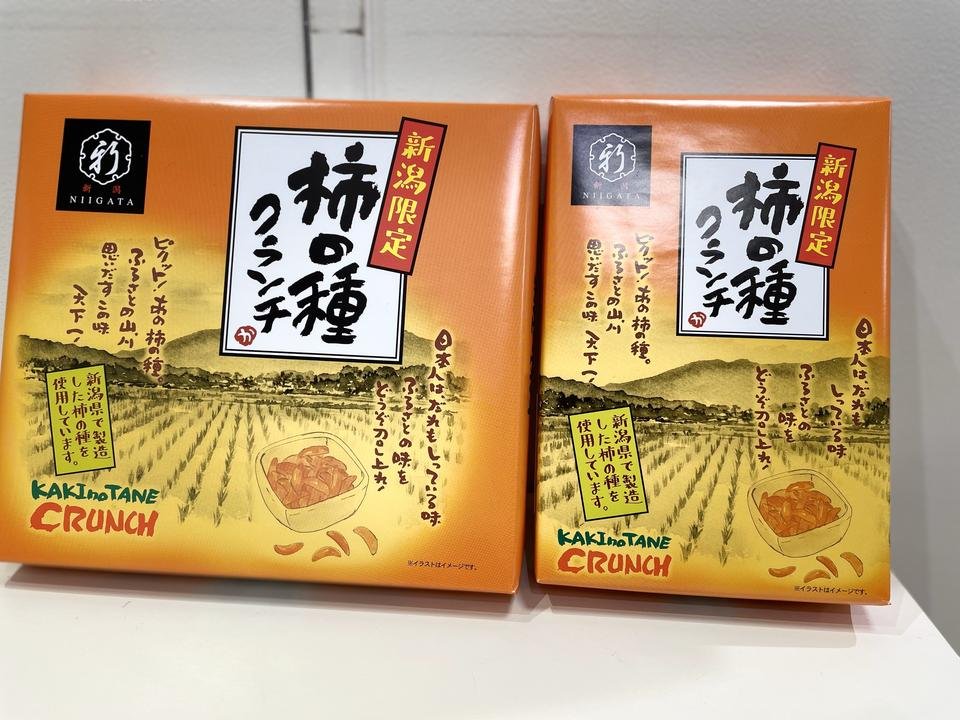 彩
新潟
NIIGATA
新潟限定
柿の種
クランチ
ピリッと！あの柿の種。
ふるさとの山川
思いだすこの味
天下一！
日本人は、だれもしっている味
ふるさとの味を
どうぞ召し上れ！
新潟県で製造
した柿の種を
使用しています。
KAKI no TANE
CRUNCH
※イラストはイメージです。
彩
新潟
NIIGATA
新潟限定
柿の種
クランチ
ピリッと！あの柿の種。
ふるさとの山川
思いだすこの味
天下一！
日本人は、だれも
しっている味
ふるさとの
味を
どうぞ召し上れ！
新潟県で製造
した柿の種を
使用しています。
KAKI no TANE
CRUNCH
※イラストはイメージです。